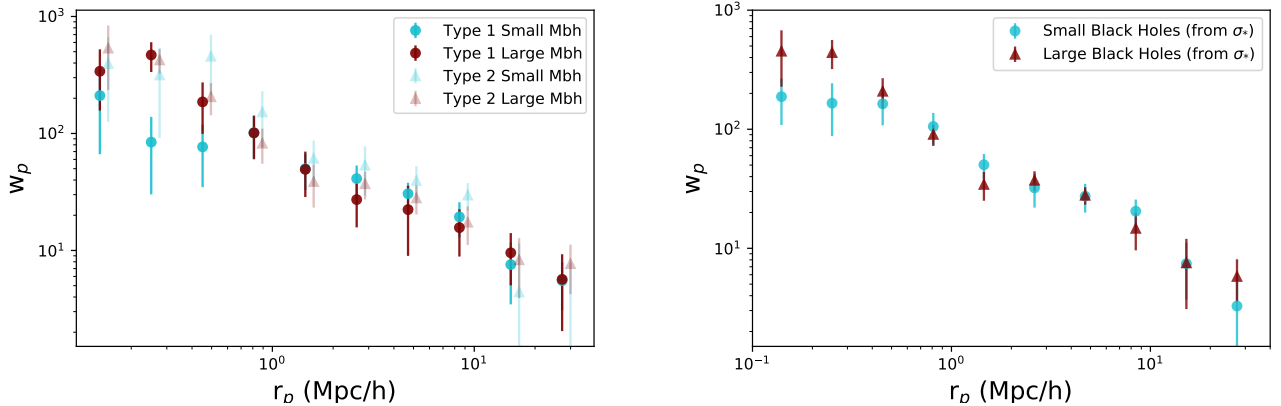 10³
10²
10¹
w_p
10⁰
10¹
r_p (Mpc/h)
Type 1 Small Mbh
Type 1 Large Mbh
Type 2 Small Mbh
Type 2 Large Mbh
10³
10²
10¹
w_p
10⁻¹
10⁰
10¹
r_p (Mpc/h)
Small Black Holes (from σ*)
Large Black Holes (from σ*)